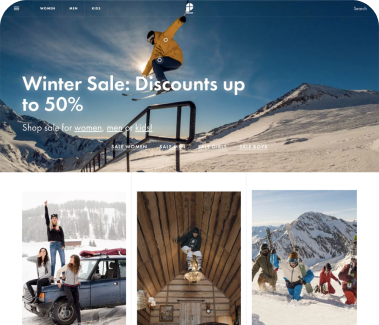 WOMEN MEN KIDS
Search
Winter Sale: Discounts up
to 50%
Shop sale for women, men or kids!
SALE WOMEN SALE MEN SALE GIRLS SALE BOYS